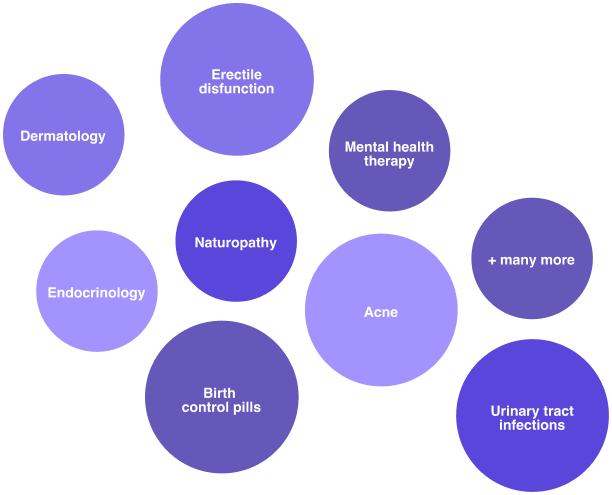 Erectile
disfunction
Dermatology
Mental health
therapy
Naturopathy
+ many more
Endocrinology
Acne
Birth
control pills
Urinary tract
infections